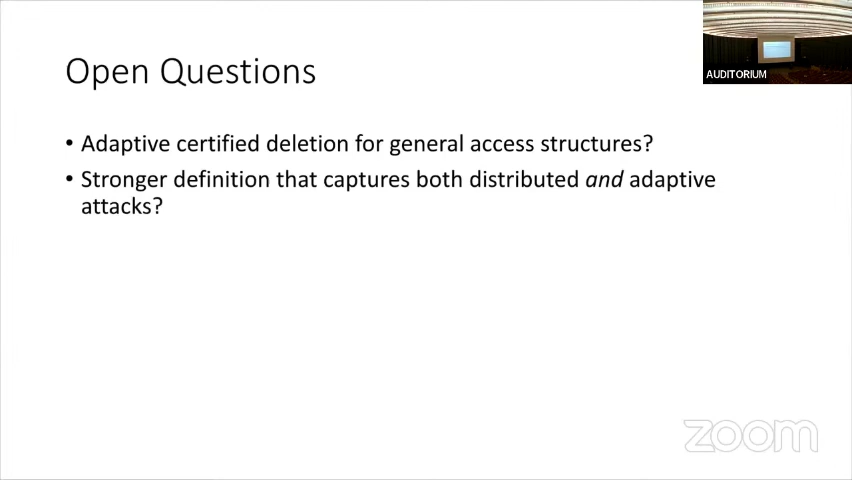 AUDITORIUM
Open Questions
• Adaptive certified deletion for general access structures?
• Stronger definition that captures both distributed and adaptive
attacks?
zoom